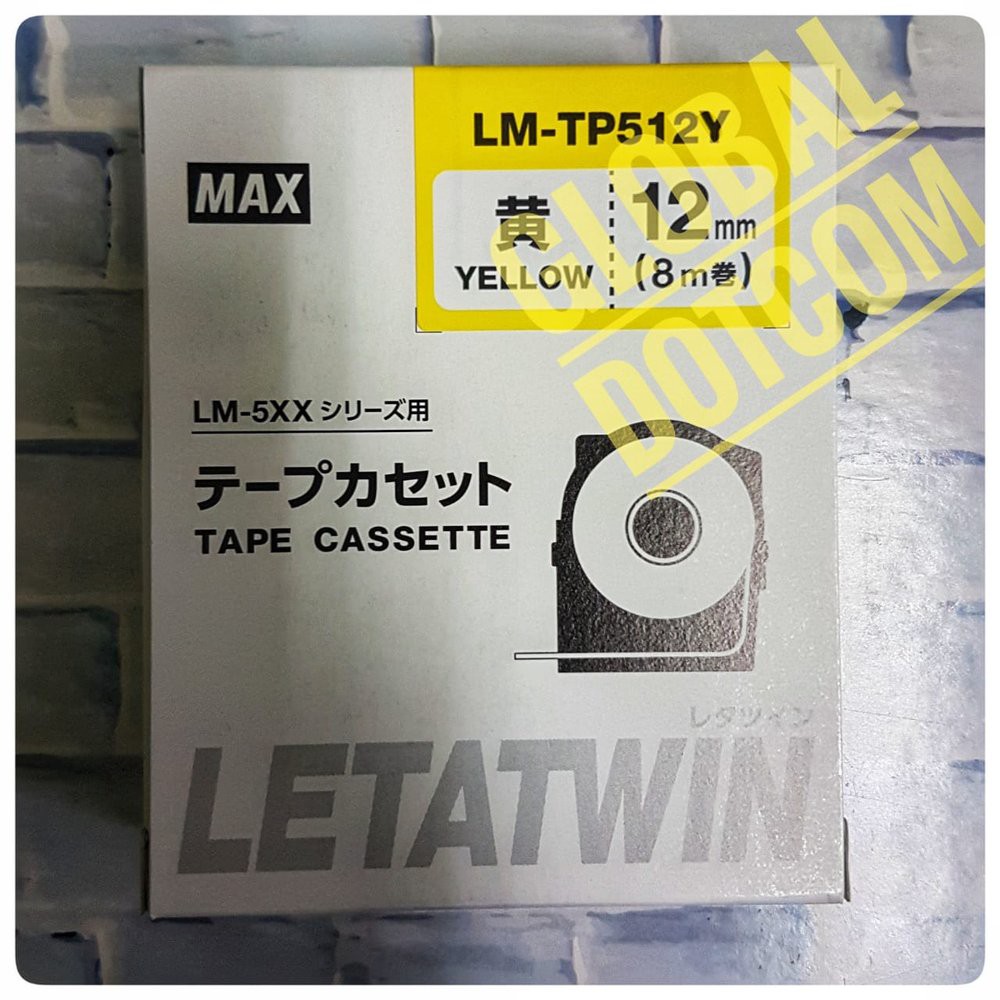 LM-TP512Y
MAX
黄
YELLOW
12mm
(8m巻)
LM-5XXシリーズ用
テープカセット
TAPE CASSETTE
レタツイン
LETATWIN
GLOBAL
DOTCOM